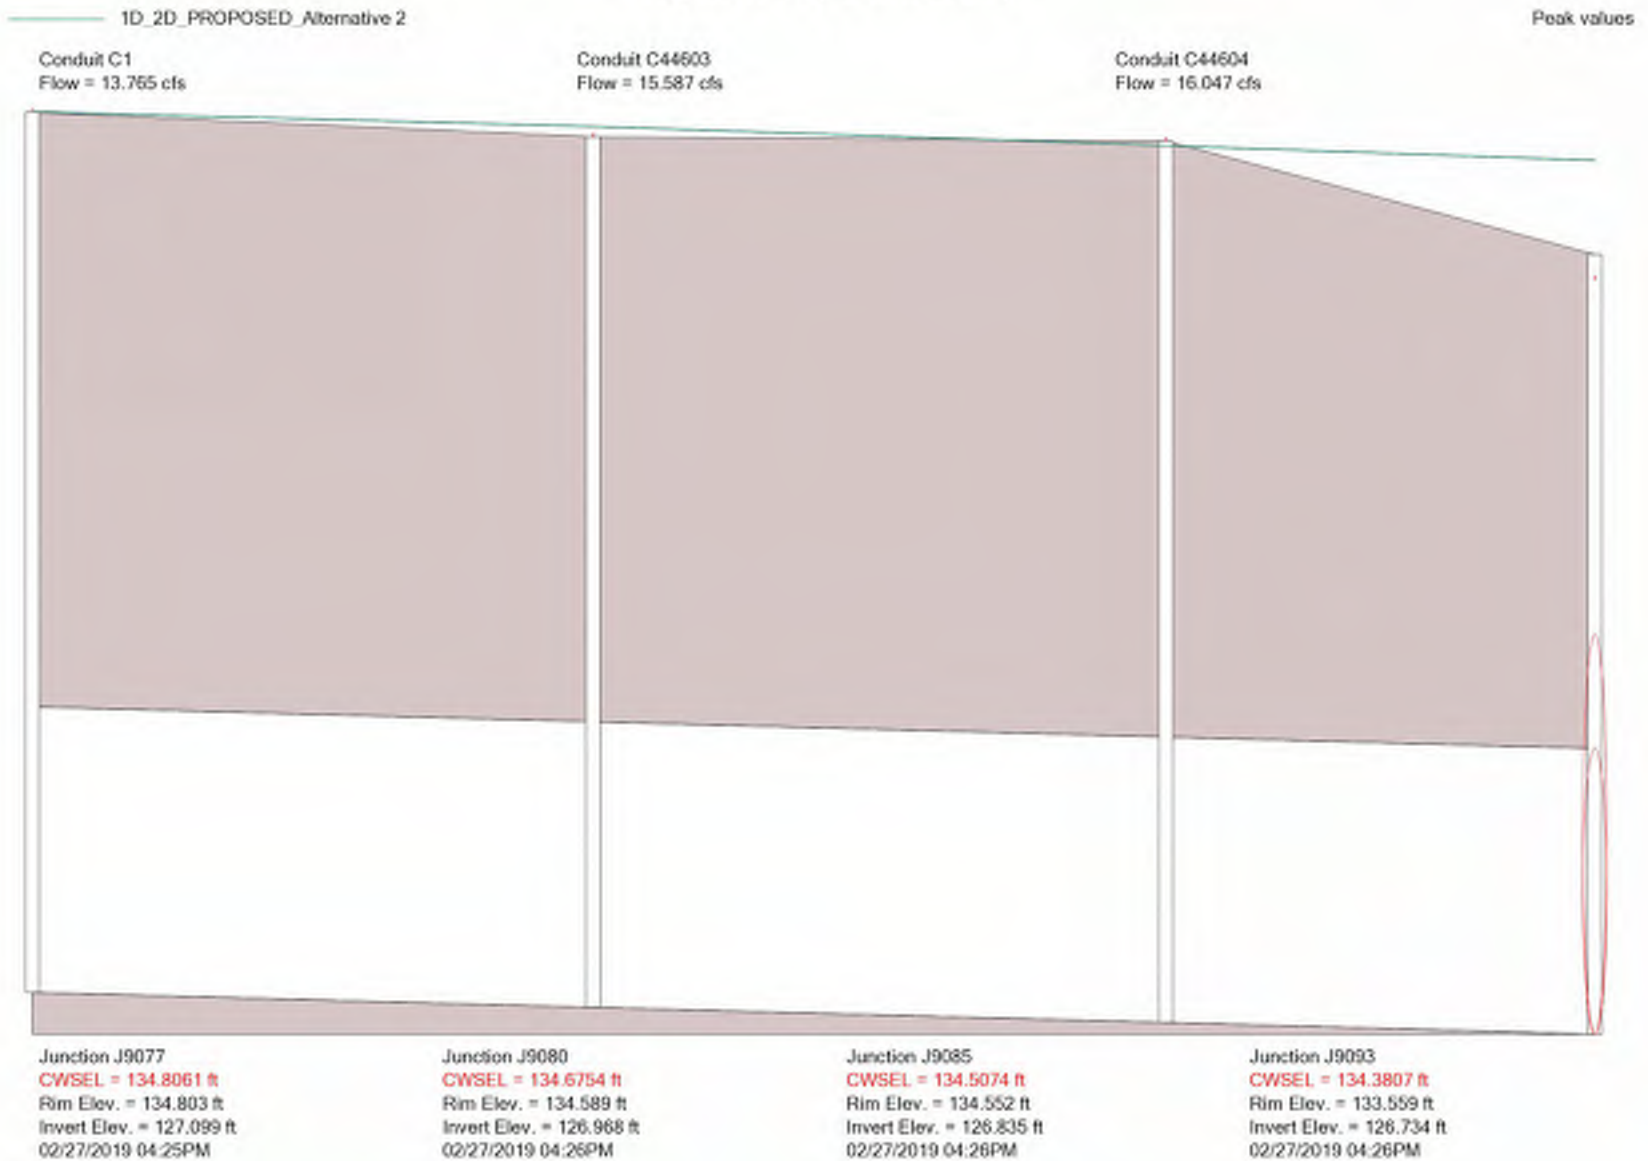 1D_2D_PROPOSED_Alternative 2
Peak values
Conduit C1
Flow = 13.765 cfs
Conduit C44603
Flow = 15.587 cfs
Conduit C44604
Flow = 16.047 cfs
Junction J9077
CWSEL = 134.8061 ft
Rim Elev. = 134.803 ft
Invert Elev. = 127.099 ft
02/27/2019 04:25PM
Junction J9080
CWSEL = 134.6754 ft
Rim Elev. = 134.589 ft
Invert Elev. = 126.968 ft
02/27/2019 04:26PM
Junction J9085
CWSEL = 134.5074 ft
Rim Elev. = 134.552 ft
Invert Elev. = 126.835 ft
02/27/2019 04:26PM
Junction J9093
CWSEL = 134.3807 ft
Rim Elev. = 133.559 ft
Invert Elev. = 126.734 ft
02/27/2019 04:26PM